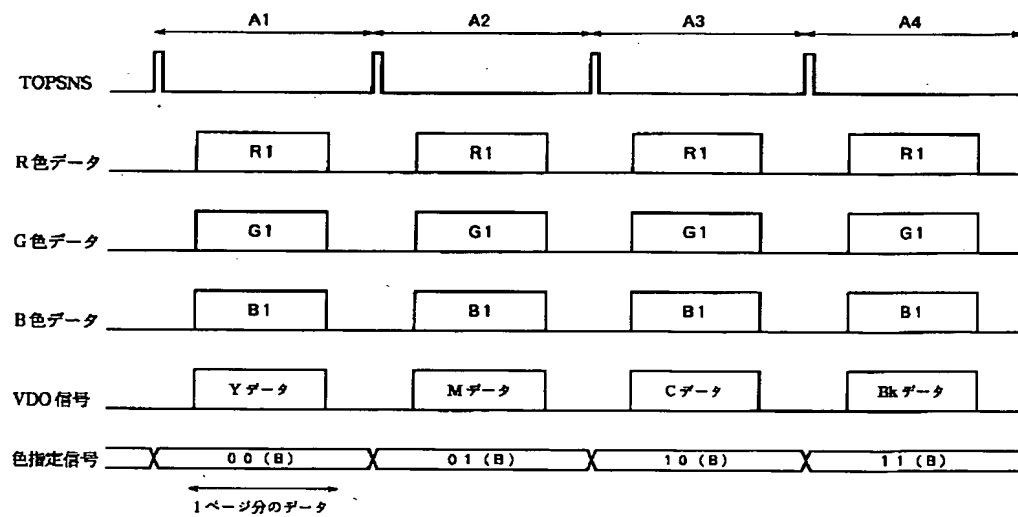 A1 A2 A3 A4
TOPSNS
R色データ R1 R1 R1 R1
G色データ G1 G1 G1 G1
B色データ B1 B1 B1 B1
VDO信号 Yデータ Mデータ Cデータ Bkデータ
色指定信号 00(B) 01(B) 10(B) 11(B)
1ページ分のデータ